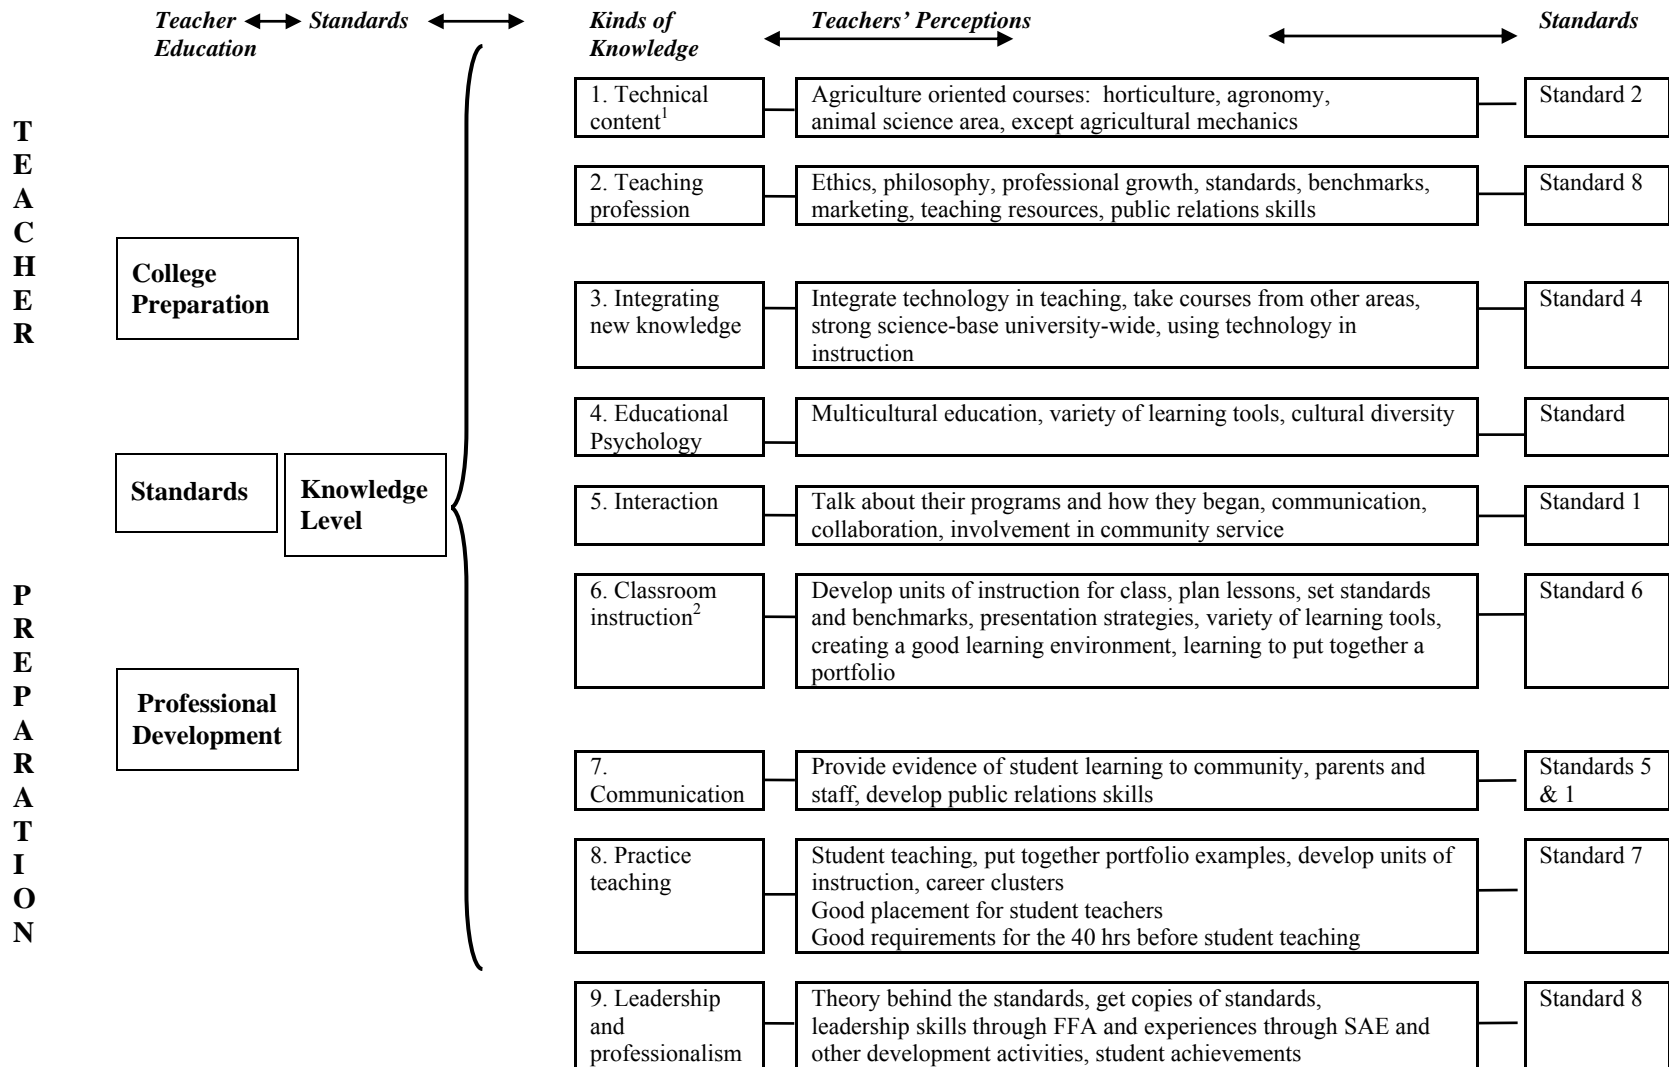 Teacher Education
Standards
Kinds of Knowledge
Teachers' Perceptions
Standards
TEACHER
PREPARATION
College
Preparation
Standards
Knowledge
Level
Professional
Development
1. Technical
content1
Agriculture oriented courses: horticulture, agronomy,
animal science area, except agricultural mechanics
Standard 2
2. Teaching
profession
Ethics, philosophy, professional growth, standards, benchmarks,
marketing, teaching resources, public relations skills
Standard 8
3. Integrating
new knowledge
Integrate technology in teaching, take courses from other areas,
strong science-base university-wide, using technology in
instruction
Standard 4
4. Educational
Psychology
Multicultural education, variety of learning tools, cultural diversity
Standard
5. Interaction
Talk about their programs and how they began, communication,
collaboration, involvement in community service
Standard 1
6. Classroom
instruction2
Develop units of instruction for class, plan lessons, set standards
and benchmarks, presentation strategies, variety of learning tools,
creating a good learning environment, learning to put together a
portfolio
Standard 6
7.
Communication
Provide evidence of student learning to community, parents and
staff, develop public relations skills
Standards 5
& 1
8. Practice
teaching
Student teaching, put together portfolio examples, develop units of
instruction, career clusters
Good placement for student teachers
Good requirements for the 40 hrs before student teaching
Standard 7
9. Leadership
and
professionalism
Theory behind the standards, get copies of standards,
leadership skills through FFA and experiences through SAE and
other development activities, student achievements
Standard 8